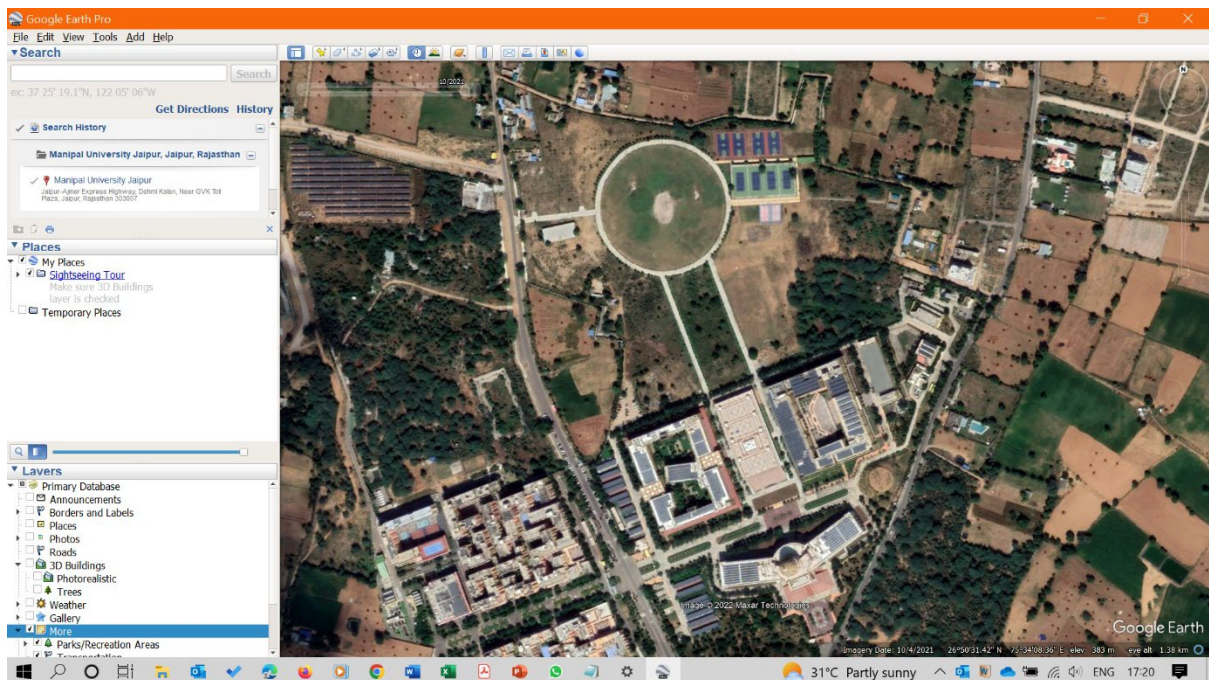 Google Earth Pro
File Edit View Tools Add Help
Search
Search
ex: 37 25' 19.1"N, 122 05' 06"W
Get Directions History
Search History
Manipal University Jaipur, Jaipur, Rajasthan
Manipal University Jaipur
Jaipur-Ajmer Express Highway, Dehmi Kalan, Near GVK Toll
Plaza, Jaipur, Rajasthan 303007
Places
My Places
Sightseeing Tour
Make sure 3D Buildings
layer is checked
Temporary Places
Layers
Primary Database
Announcements
Borders and Labels
Places
Photos
Roads
3D Buildings
Photorealistic
Trees
Weather
Gallery
More
Parks/Recreation Areas
Transportation
10/2021
N
Image © 2022 Maxar Technologies
Google Earth
Imagery Date: 10/4/2021 26°50'31.42" N 75°34'08.36" E elev 383 m eye alt 1.38 km
31°C Partly sunny ENG 17:20